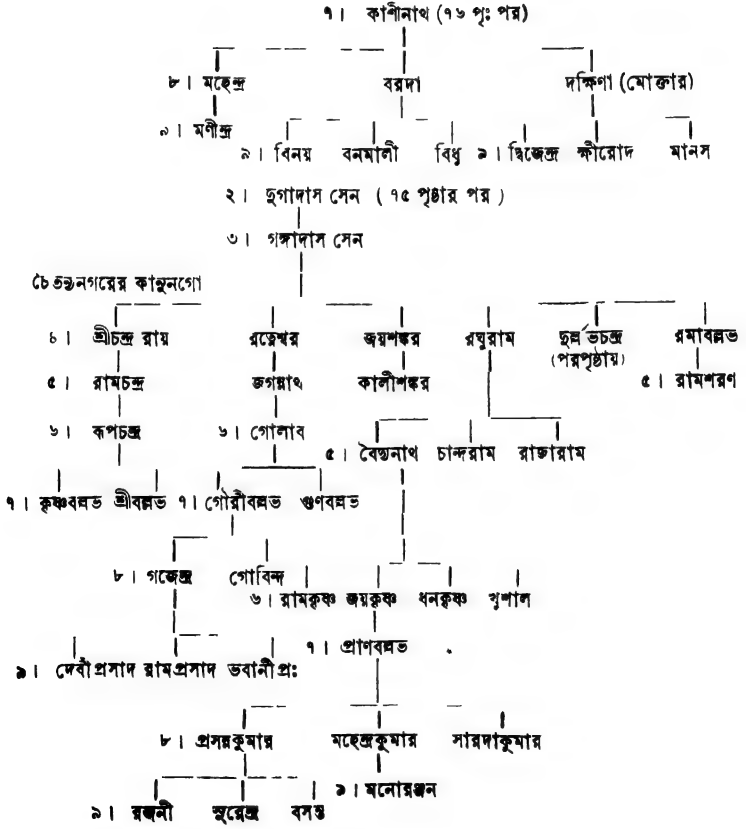 ৭। কাশীনাথ (১৬ পৃঃ পর)
৮। মহেন্দ্র বরদা দক্ষিণা (মোক্তার)
৯। মণীন্দ্র
৯। বিনয় বনমালী বিধু ৯। দ্বিজেন্দ্র ক্ষীরোদ মানস
২। দুর্গাদাস সেন ( ১৫ পৃষ্ঠার পর )
৩। গঙ্গাদাস সেন
চৈতন্যনগরের কানুনগো
৪। শ্রীচন্দ্র রায় রত্নেশ্বর জয়শঙ্কর রঘুরাম দুর্ল্লভচন্দ্র রমাবল্লভ
(পরপৃষ্ঠায়)
৫। রামচন্দ্র জগন্নাথ কালীশঙ্কর ৫। রামশরণ
৬। রূপচন্দ্র ৬। গোলাব
৫। বৈদ্যনাথ চান্দরাম রাজারাম
৭। কৃষ্ণবল্লভ শ্রীবল্লভ ৭। গৌরীবল্লভ গুণবল্লভ
৮। গজেন্দ্র গোবিন্দ
৬। রামকৃষ্ণ জয়কৃষ্ণ ধনকৃষ্ণ খুশাল
৭। প্রাণবল্লভ
৯। দেবীপ্রসাদ রামপ্রসাদ ভবানীপ্রঃ
৮। প্রসন্নকুমার মহেন্দ্রকুমার সারদাকুমার
৯। মনোরঞ্জন
৯। রজনী সুরেন্দ্র বসন্ত